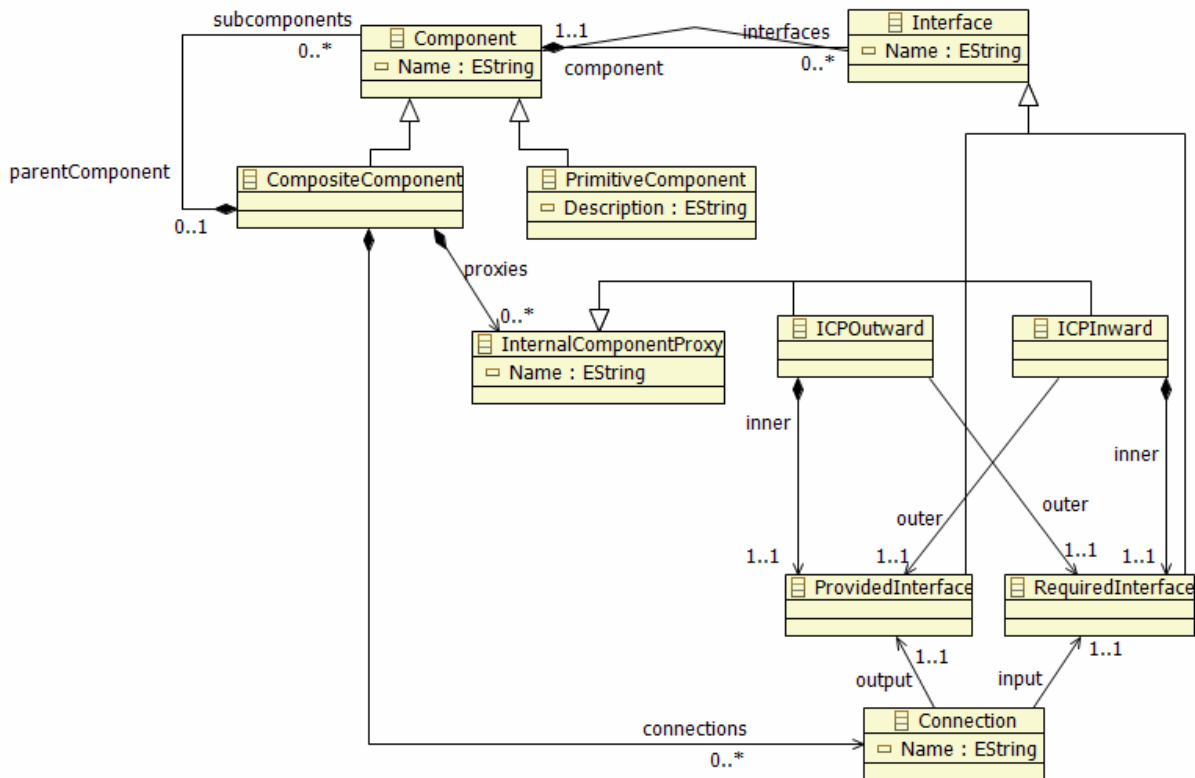 subcomponents
0..*
Component
Name : EString
1..1
component
interfaces
0..*
Interface
Name : EString
parentComponent
0..1
CompositeComponent
PrimitiveComponent
Description : EString
proxies
0..*
InternalComponentProxy
Name : EString
ICPOutward
ICPInward
inner
inner
outer
outer
1..1
1..1
1..1
1..1
ProvidedInterface
RequiredInterface
1..1
1..1
output
input
connections
0..*
Connection
Name : EString